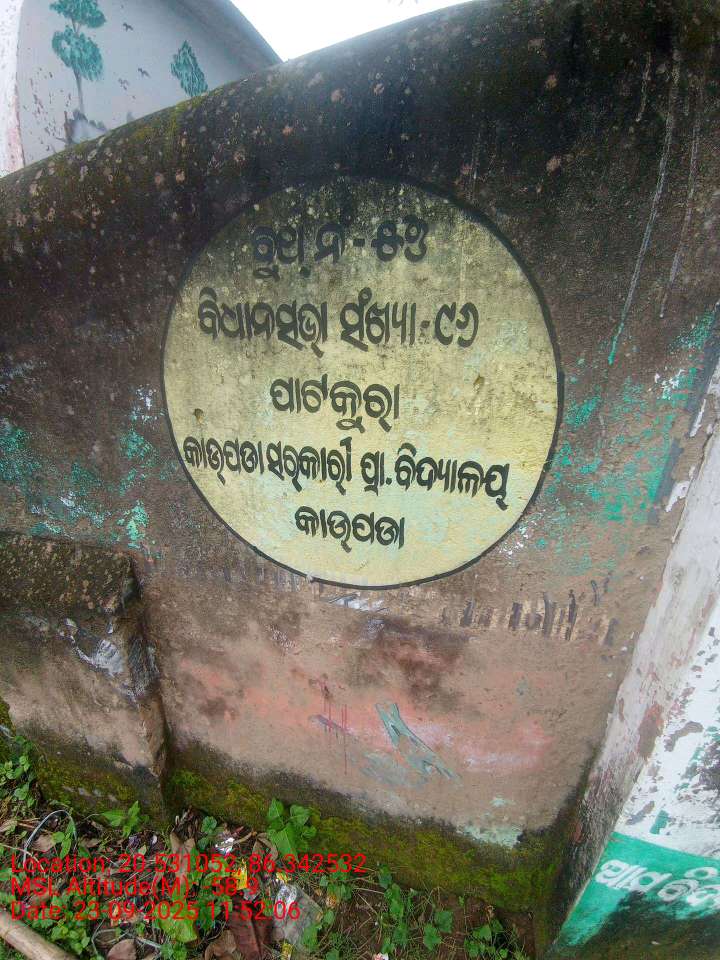 ବୁଥ୍ ନଂ - ୫୬
ବିଧାନସଭା ସଂଖ୍ୟା - ୯୬
ପାଟକୁରା
କାଉପଡା ସରକାରୀ ପ୍ରା. ବିଦ୍ୟାଳୟ
କାଉପଡା
Location: 20.531052, 86.342532
MSL Altitude(M): -58.9
Date: 23-09-2025 11:52:06